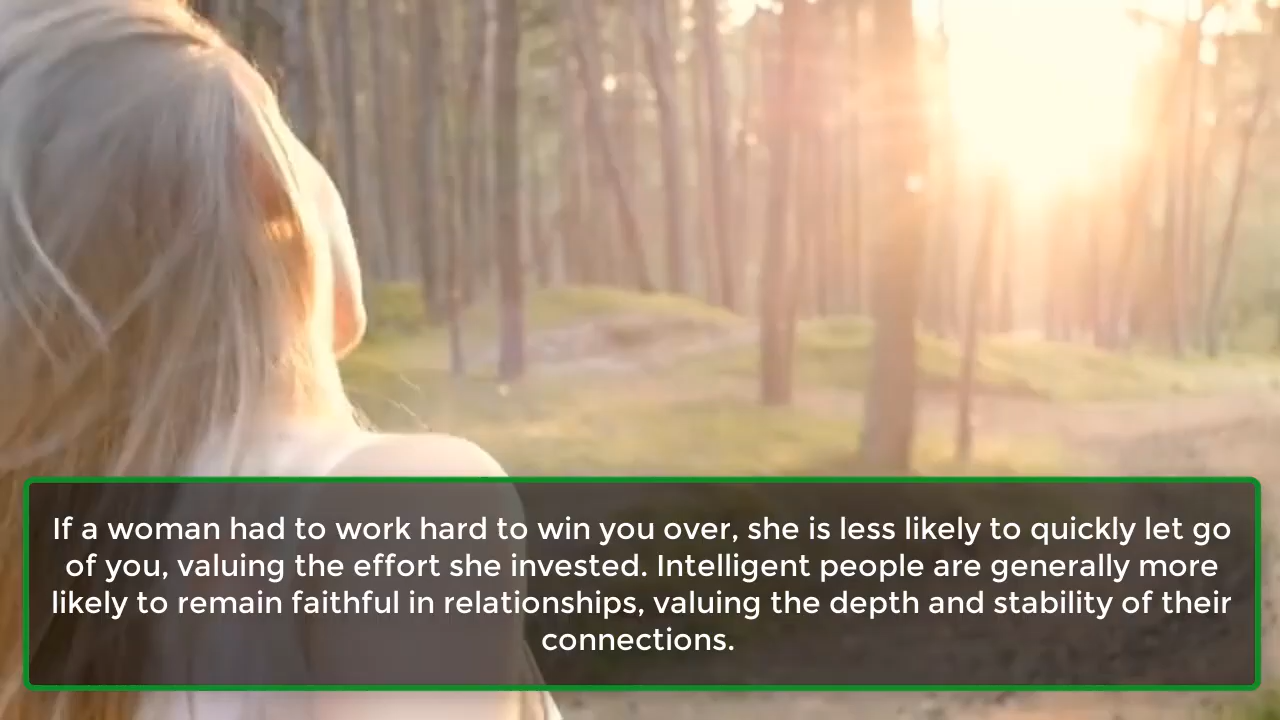 If a woman had to work hard to win you over, she is less likely to quickly let go
of you, valuing the effort she invested. Intelligent people are generally more
likely to remain faithful in relationships, valuing the depth and stability of their
connections.